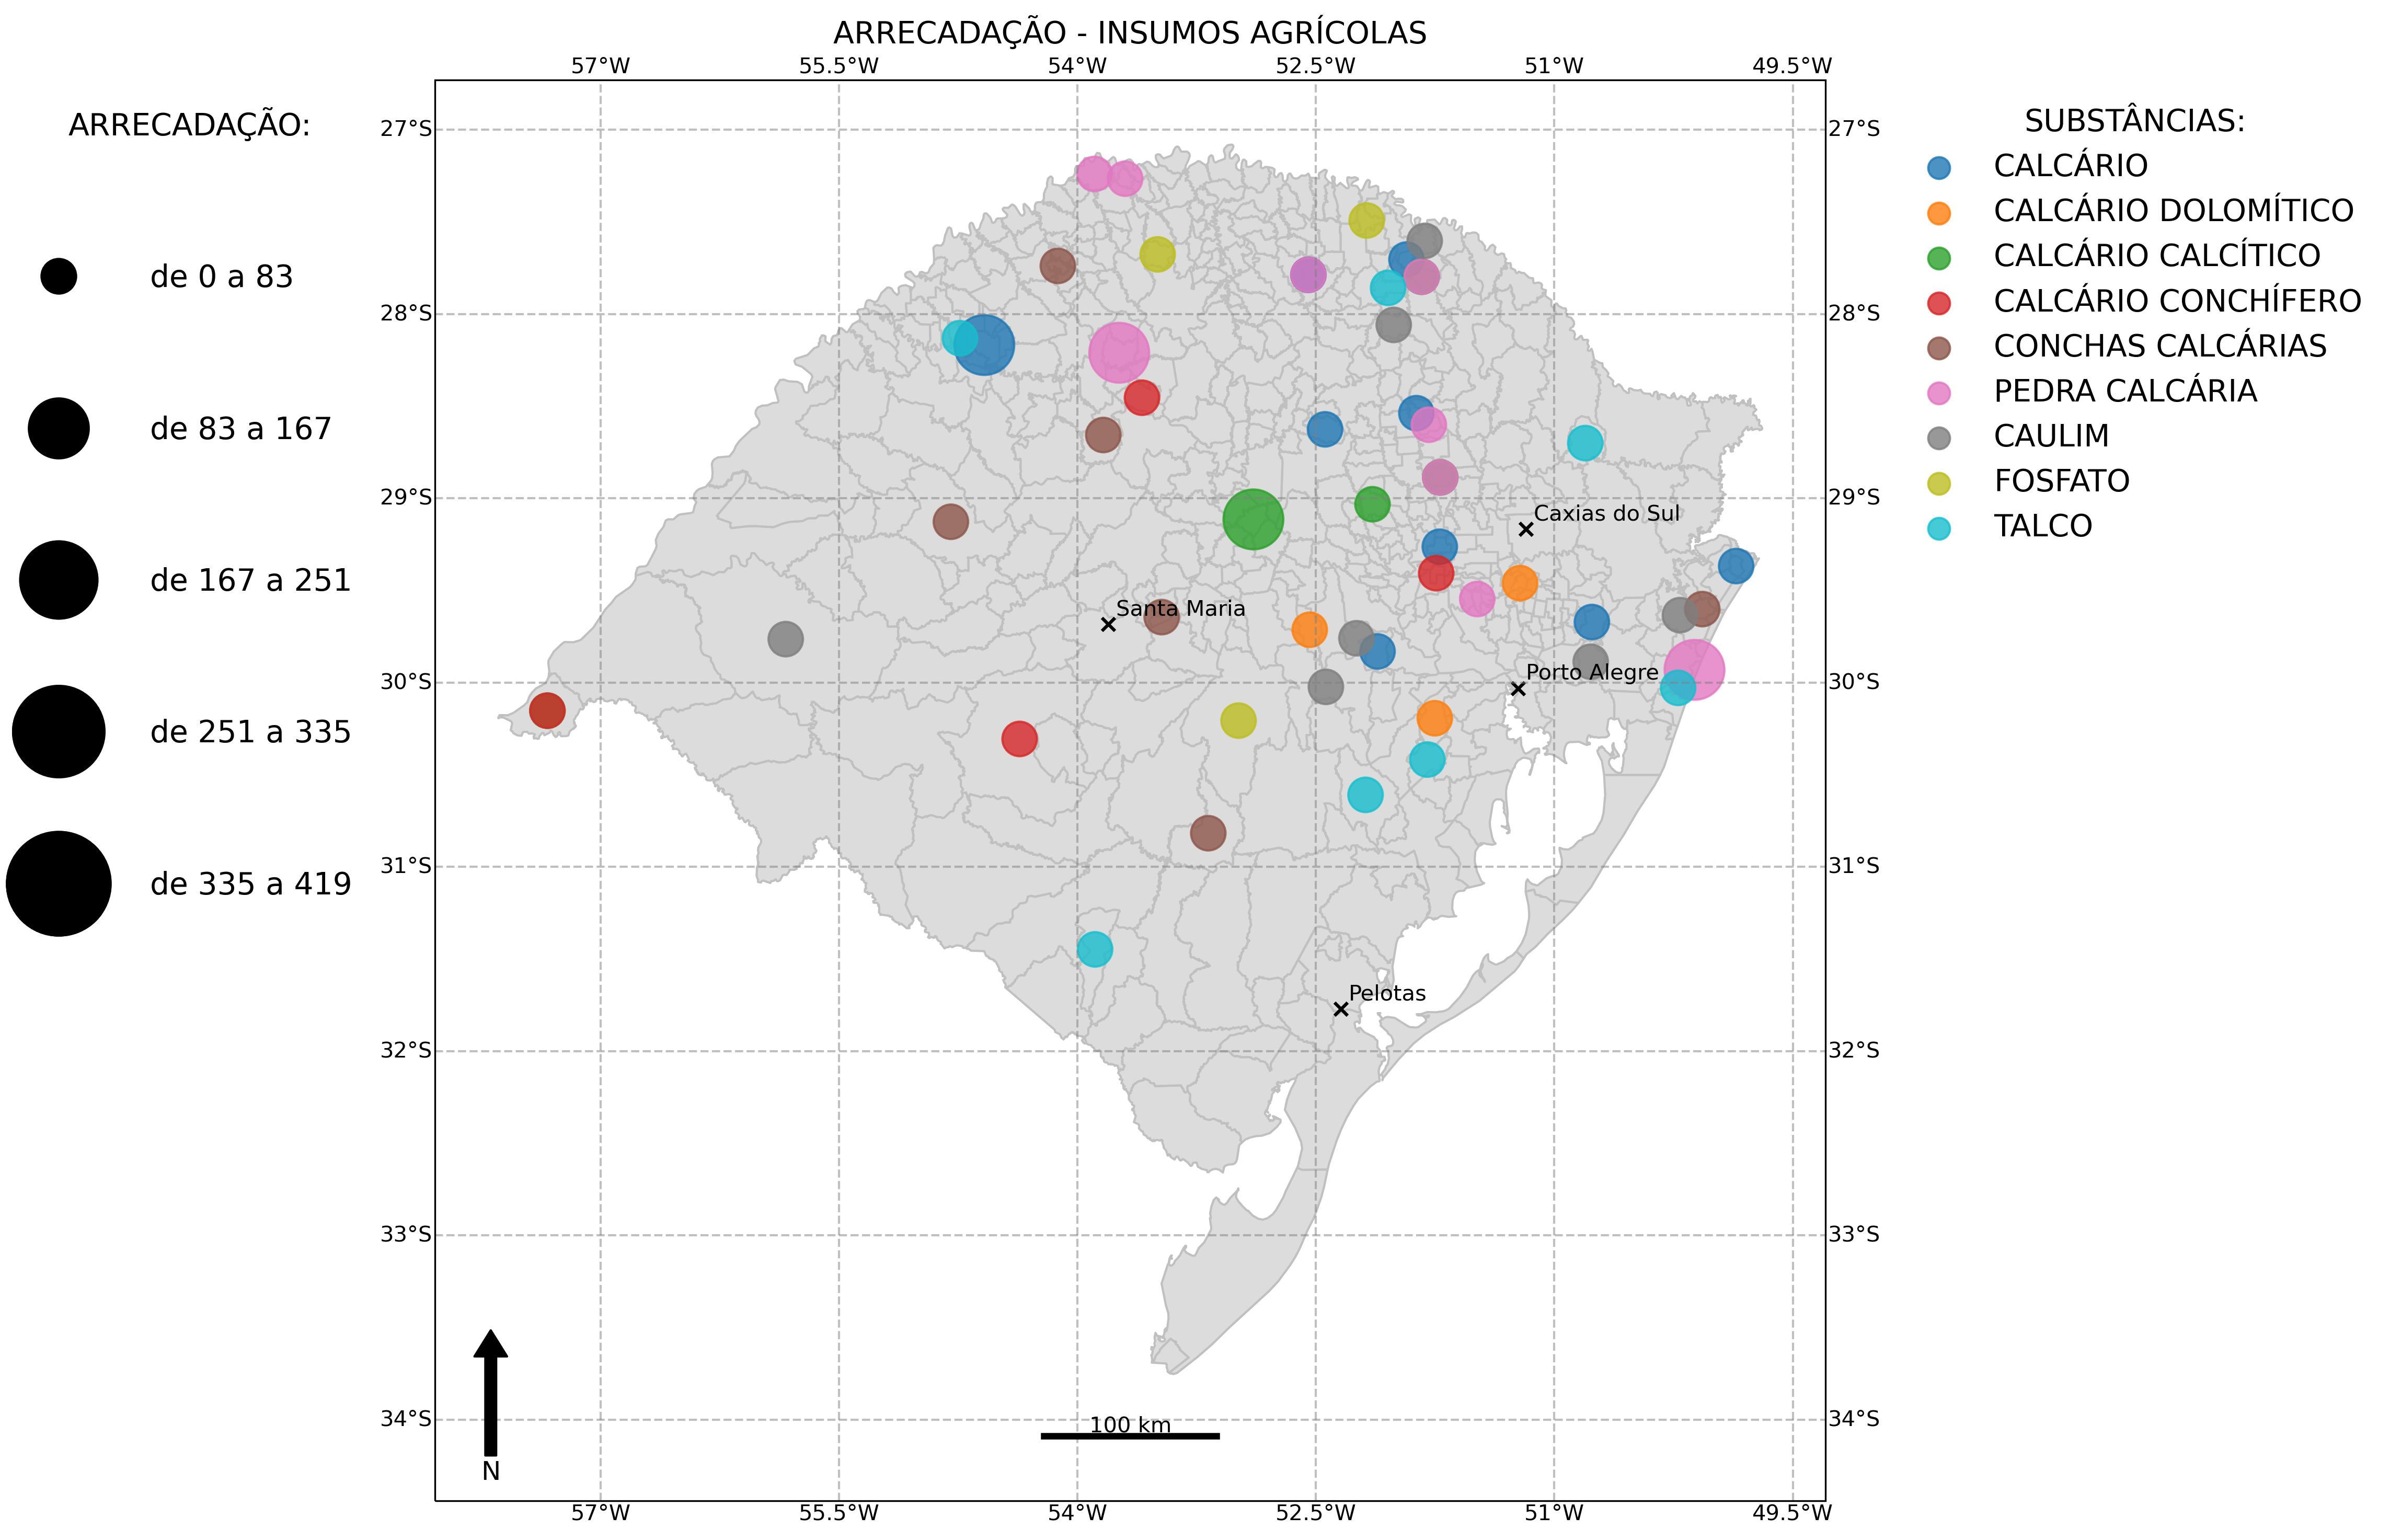 ARRECADAÇÃO - INSUMOS AGRÍCOLAS
57°W 55.5°W 54°W 52.5°W 51°W 49.5°W
ARRECADAÇÃO:
de 0 a 83
de 83 a 167
de 167 a 251
de 251 a 335
de 335 a 419
27°S
28°S
29°S
30°S
31°S
32°S
33°S
34°S
Caxias do Sul
Santa Maria
Porto Alegre
Pelotas
100 km
N
27°S
28°S
29°S
30°S
31°S
32°S
33°S
34°S
57°W 55.5°W 54°W 52.5°W 51°W 49.5°W
SUBSTÂNCIAS:
CALCÁRIO
CALCÁRIO DOLOMÍTICO
CALCÁRIO CALCÍTICO
CALCÁRIO CONCHÍFERO
CONCHAS CALCÁRIAS
PEDRA CALCÁRIA
CAULIM
FOSFATO
TALCO